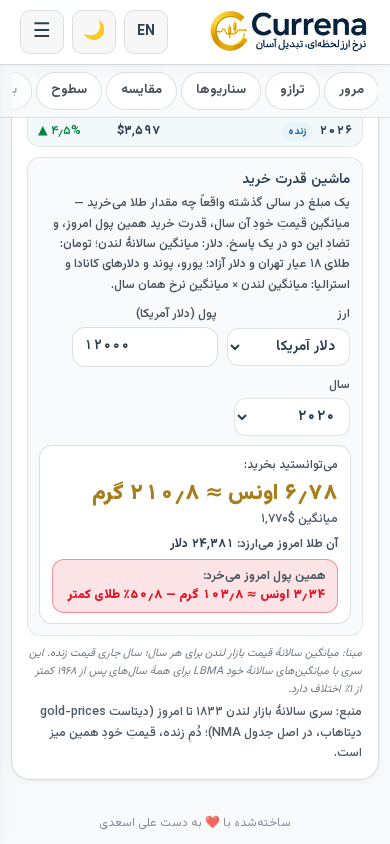 Currena
نرخ ارز لحظه‌ای، تبدیل آسان
EN
مرور
ترازو
سناریوها
مقایسه
سطوح
۲۰۲۶ زنده $۳,۵۹۷ ▲ ۴٫۵%
ماشین قدرت خرید
یک مبلغ در سالی گذشته واقعاً چه مقدار طلا می‌خرید —
میانگین قیمتِ خودِ آن سال، قدرت خرید همین پول امروز، و
تضادِ این دو در یک پاسخ. دلار: میانگین سالانهٔ لندن؛ تومان:
طلای ۱۸ عیار تهران و دلار آزاد؛ یورو، پوند و دلارهای کانادا و
استرالیا: میانگین لندن × میانگین نرخ همان سال.
ارز
پول (دلار آمریکا)
دلار آمریکا
۱۲۰۰۰
سال
۲۰۲۰
می‌توانستید بخرید:
۶٫۷۸ اونس ≈ ۲۱۰٫۸ گرم
میانگین $۱,۷۷۰
آن طلا امروز می‌ارزد: ۲۴,۳۸۱ دلار
همین پول امروز می‌خرد:
۳٫۳۴ اونس ≈ ۱۰۳٫۸ گرم — ۵۰٫۸٪ طلای کمتر
مبنا: میانگین سالانهٔ قیمت بازار لندن برای هر سال؛ سال جاری قیمت زنده. این
سری با میانگین‌های سالانهٔ خودِ LBMA برای همهٔ سال‌های پس از ۱۹۶۸ کمتر
از ۱٪ اختلاف دارد.
منبع: سری سالانهٔ بازار لندن ۱۸۳۳ تا امروز (دیتاست gold-prices
دیتاهاب، در اصل جدول NMA)؛ دُمِ زنده، قیمتِ خودِ همین میز
است.
ساخته‌شده با ❤️ به دست علی اسعدی